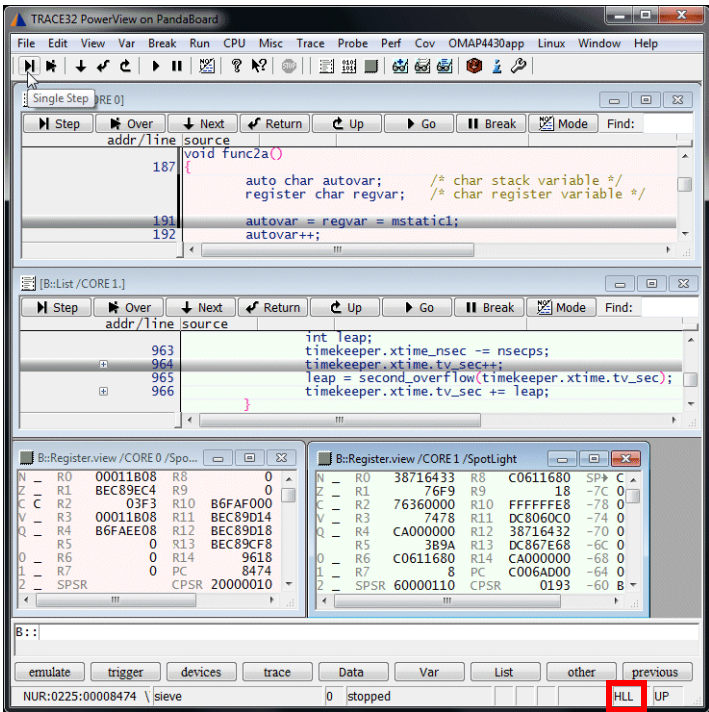 TRACE32 PowerView on PandaBoard
File Edit View Var Break Run CPU Misc Trace Probe Perf Cov OMAP4430app Linux Window Help
Single Step
ORE 0]
Step Over Next Return Up Go Break Mode Find:
addr/line source
void func2a()
187 {
auto char autovar; /* char stack variable */
register char regvar; /* char register variable */
191 autovar = regvar = mstatic1;
192 autovar++;
[B::List /CORE 1.]
Step Over Next Return Up Go Break Mode Find:
addr/line source
int leap;
963 timekeeper.xtime_nsec -= nsecps;
964 timekeeper.xtime.tv_sec++;
965 leap = second_overflow(timekeeper.xtime.tv_sec);
966 timekeeper.xtime.tv_sec += leap;
}
B::Register.view /CORE 0 /Spo...
N _ R0 00011B08 R8 0
Z _ R1 BEC89EC4 R9 0
C C R2 03F3 R10 B6FAF000
V _ R3 00011B08 R11 BEC89D14
Q _ R4 B6FAEE08 R12 BEC89D18
R5 0 R13 BEC89CF8
0 _ R6 0 R14 9618
1 _ R7 0 PC 8474
2 _ SPSR CPSR 20000010
B::Register.view /CORE 1 /SpotLight
N _ R0 38716433 R8 C0611680 SP C
Z _ R1 76F9 R9 18 -7C 0
C _ R2 76360000 R10 FFFFFFE8 -78 0
V _ R3 7478 R11 DC8060C0 -74 0
Q _ R4 CA000000 R12 38716432 -70 0
R5 3B9A R13 DC867E68 -6C 0
0 _ R6 C0611680 R14 CA000000 -68 0
1 _ R7 8 PC C006AD00 -64 0
2 _ SPSR 60000110 CPSR 0193 -60 B
B::
emulate trigger devices trace Data Var List other previous
NUR:0225:00008474 \ sieve 0 stopped HLL UP